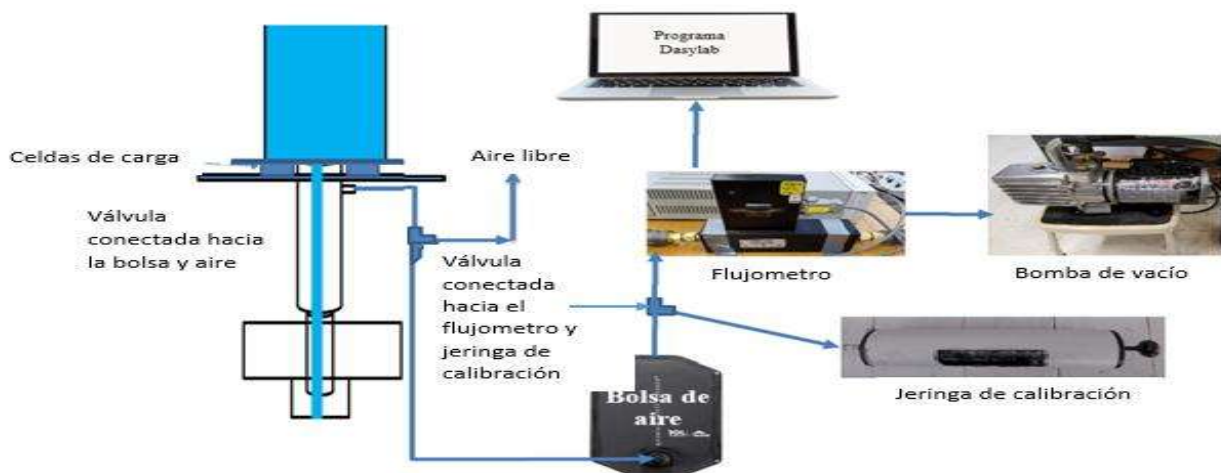 Programa
Dasylab
Celdas de carga
Aire libre
Válvula
conectada hacia
la bolsa y aire
Válvula
conectada
hacia el
flujometro y
jeringa de
calibración
Flujometro
Bomba de vacío
Bolsa de
aire
10L
Jeringa de calibración